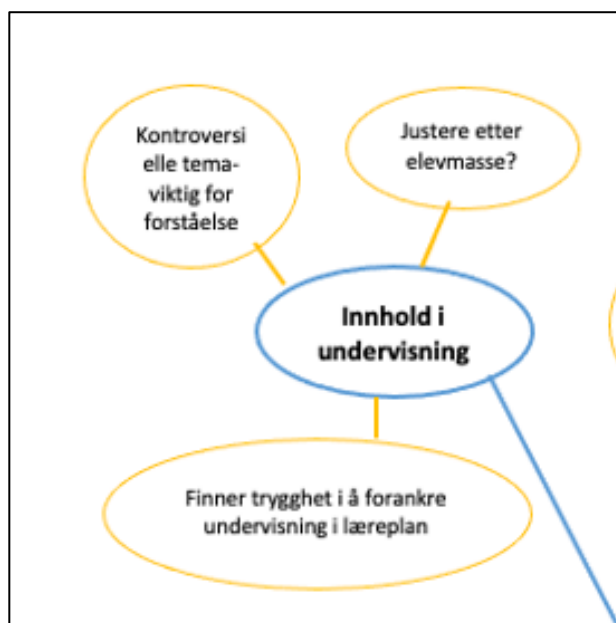 Kontroversi
elle tema-
viktig for
forståelse
Justere etter
elevmasse?
Innhold i
undervisning
Finner trygghet i å forankre
undervisning i læreplan